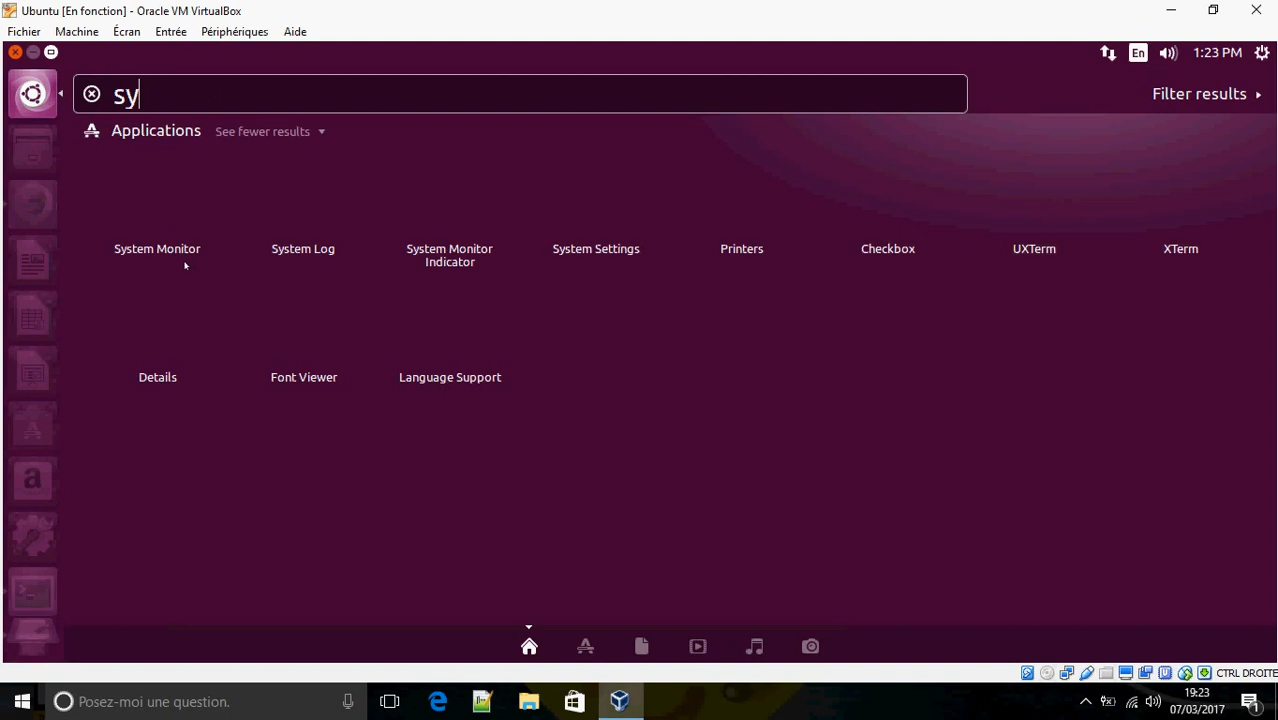 Ubuntu [En fonction] - Oracle VM VirtualBox
Fichier Machine Écran Entrée Périphériques Aide
En 1:23 PM
sy
Filter results
Applications See fewer results
System Monitor System Log System Monitor Indicator System Settings Printers Checkbox UXTerm XTerm
Details Font Viewer Language Support
a
CTRL DROITE
Posez-moi une question.
19:23
07/03/2017
1